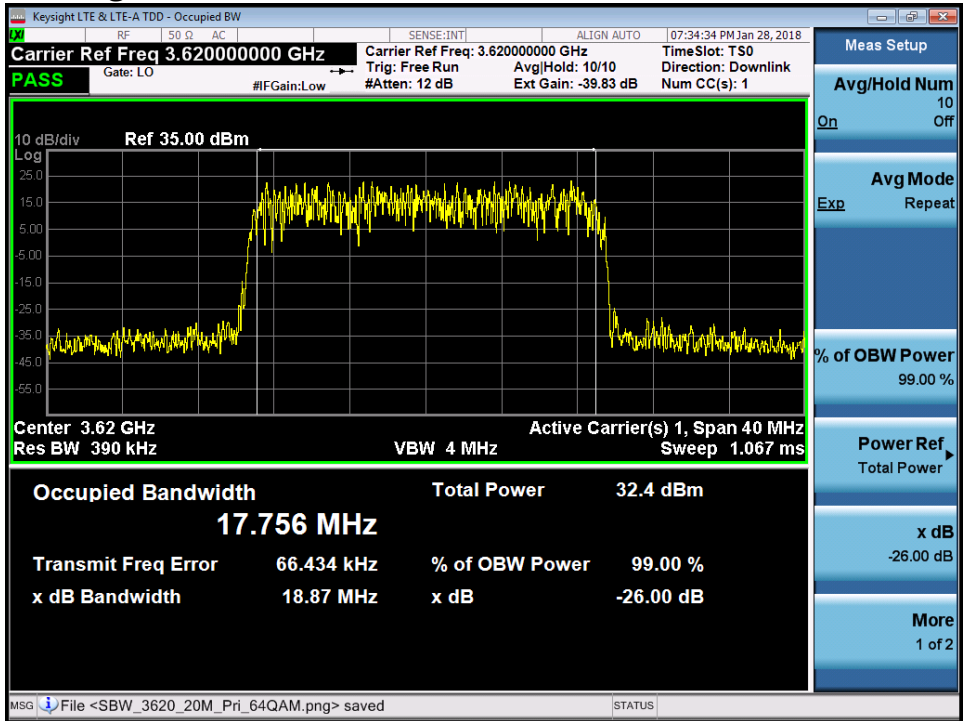 Keysight LTE & LTE-A TDD - Occupied BW
LXI RF 50 Ω AC SENSE:INT ALIGN AUTO 07:34:34 PM Jan 28, 2018
Carrier Ref Freq 3.620000000 GHz
PASS
Gate: LO
#IFGain:Low
Carrier Ref Freq: 3.620000000 GHz
Trig: Free Run Avg|Hold: 10/10
#Atten: 12 dB Ext Gain: -39.83 dB
TimeSlot: TS0
Direction: Downlink
Num CC(s): 1
10 dB/div Ref 35.00 dBm
Log
25.0
15.0
5.00
-5.00
-15.0
-25.0
-35.0
-45.0
-55.0
Center 3.62 GHz Active Carrier(s) 1, Span 40 MHz
Res BW 390 kHz VBW 4 MHz Sweep 1.067 ms
Occupied Bandwidth Total Power 32.4 dBm
17.756 MHz
Transmit Freq Error 66.434 kHz % of OBW Power 99.00 %
x dB Bandwidth 18.87 MHz x dB -26.00 dB
Meas Setup
Avg/Hold Num
10
On Off
Avg Mode
Exp Repeat
% of OBW Power
99.00 %
Power Ref
Total Power
x dB
-26.00 dB
More
1 of 2
MSG File <SBW_3620_20M_Pri_64QAM.png> saved STATUS